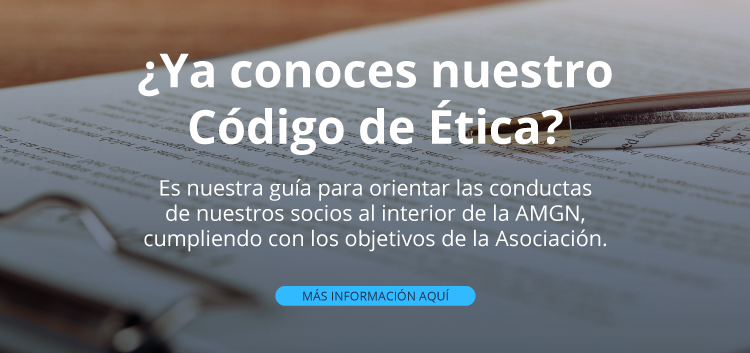 ¿Ya conoces nuestro
Código de Ética?
Es nuestra guía para orientar las conductas
de nuestros socios al interior de la AMGN,
cumpliendo con los objetivos de la Asociación.
MÁS INFORMACIÓN AQUÍ